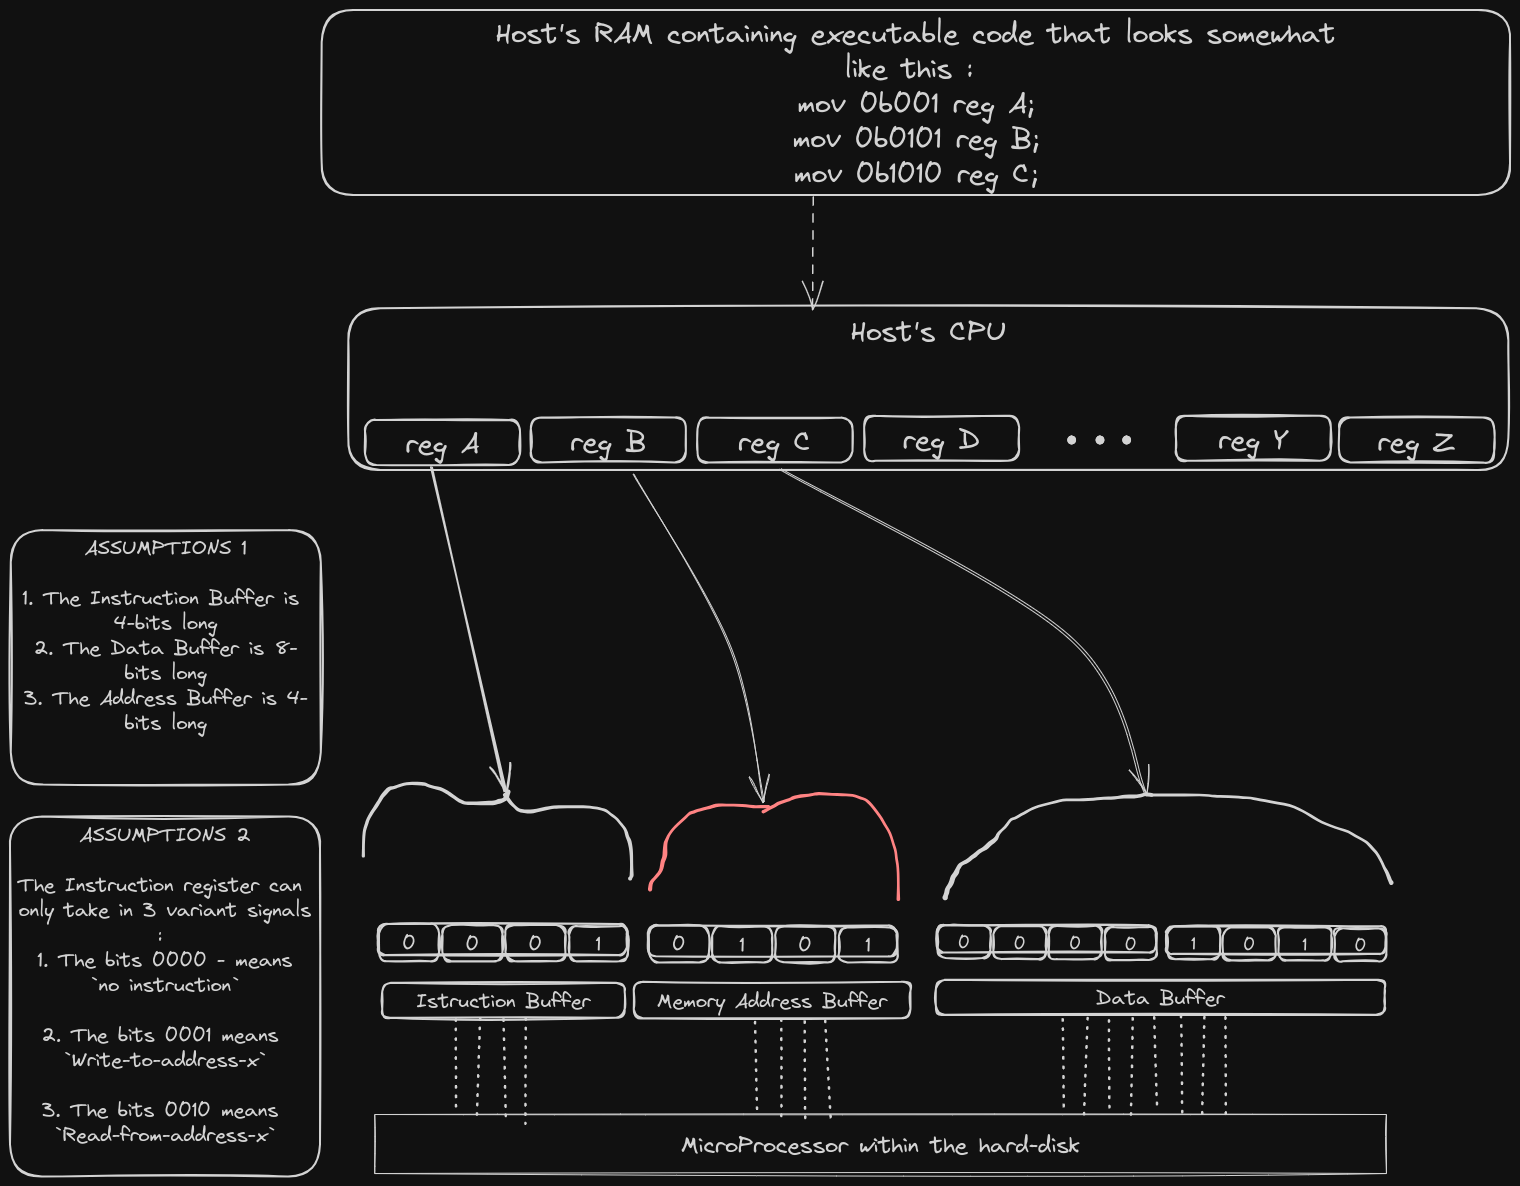 Host's RAM containing executable code that looks somewhat
like this :
mov 0b001 reg A;
mov 0b0101 reg B;
mov 0b1010 reg C;
Host's CPU
reg A
reg B
reg C
reg D
...
reg Y
reg Z
ASSUMPTIONS 1
1. The Instruction Buffer is
4-bits long
2. The Data Buffer is 8-
bits long
3. The Address Buffer is 4-
bits long
ASSUMPTIONS 2
The Instruction register can
only take in 3 variant signals
:
1. The bits 0000 - means
`no instruction`
2. The bits 0001 means
`Write-to-address-x`
3. The bits 0010 means
`Read-from-address-x`
0 0 0 1
0 1 0 1
0 0 0 0 1 0 1 0
Istruction Buffer
Memory Address Buffer
Data Buffer
MicroProcessor within the hard-disk